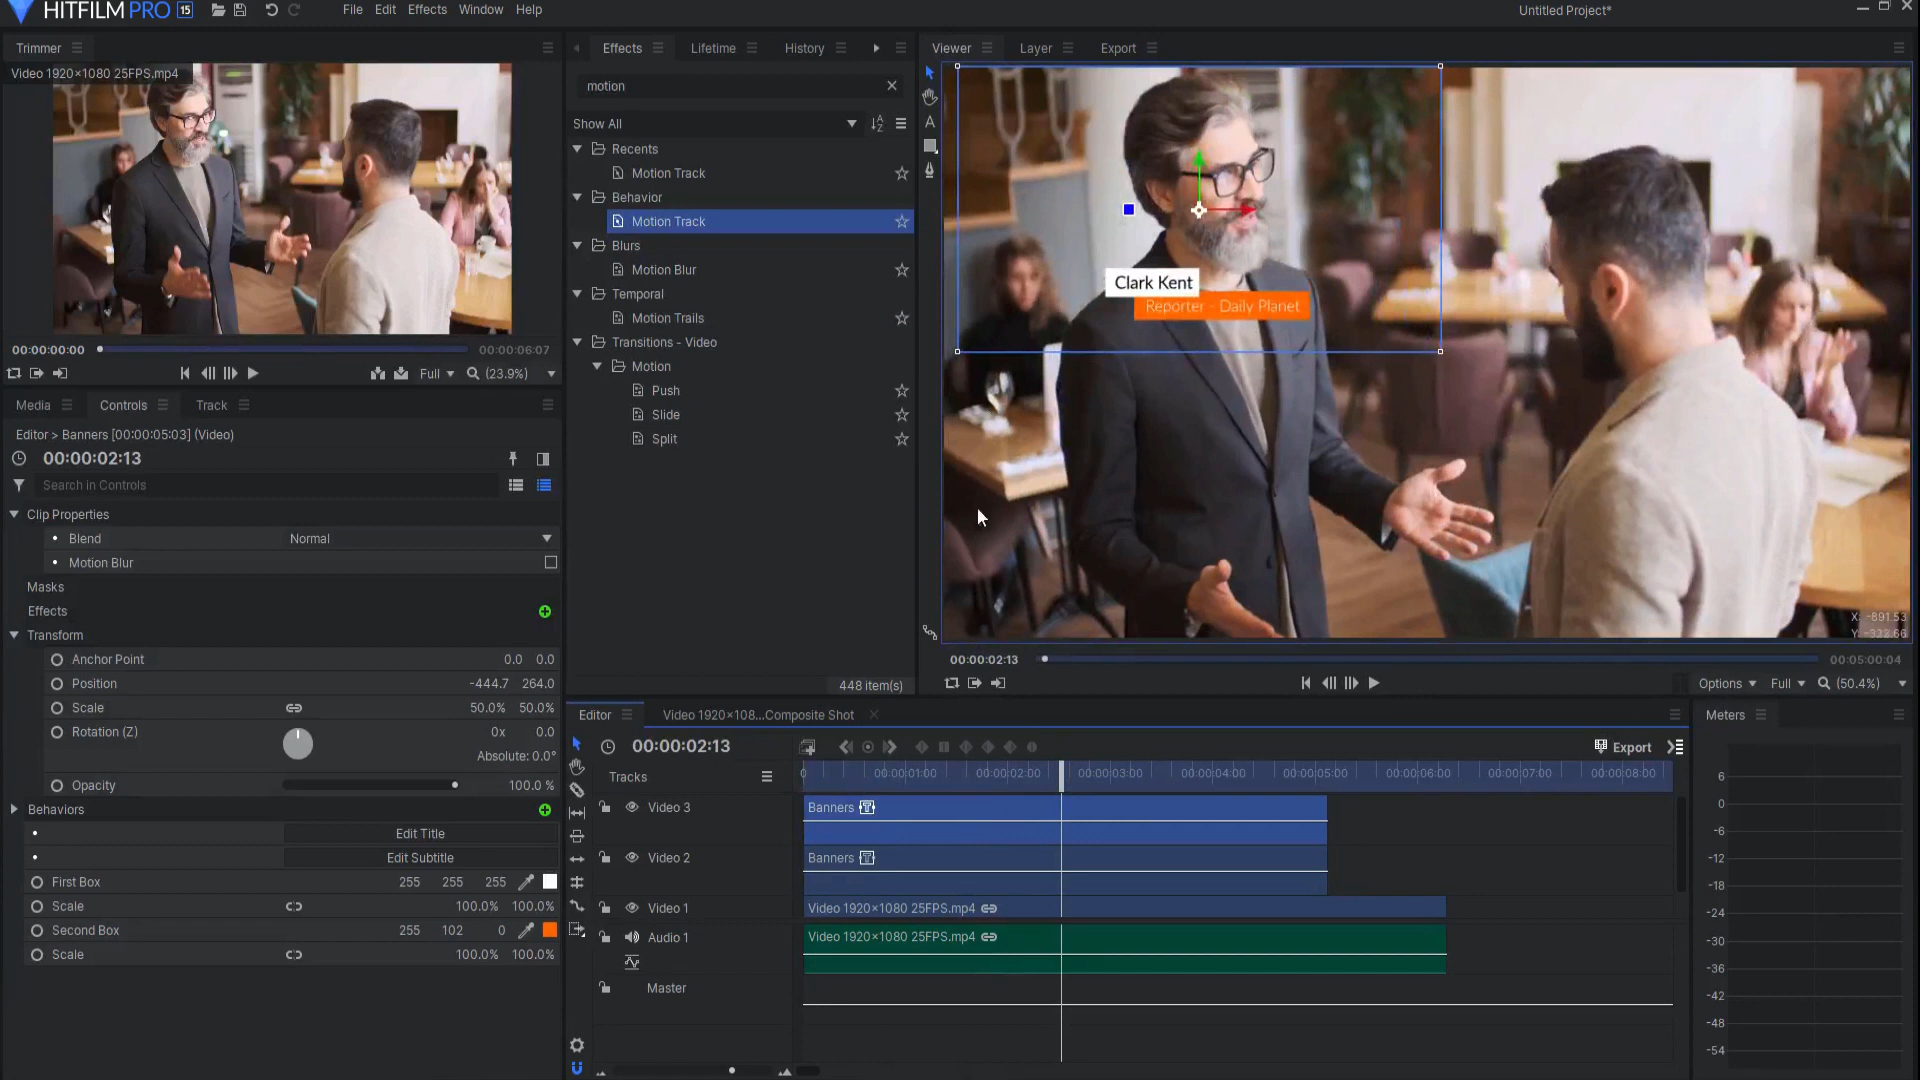 HITFILM PRO 15
File Edit Effects Window Help
Untitled Project*
Trimmer
Video 1920×1080 25FPS.mp4
00:00:00:00
00:00:06:07
Full
(23.9%)
Media Controls Track
Editor > Banners [00:00:05:03] (Video)
00:00:02:13
Search in Controls
Clip Properties
Blend Normal
Motion Blur
Masks
Effects
Transform
Anchor Point 0.0 0.0
Position -444.7 264.0
Scale 50.0% 50.0%
Rotation (Z) 0x 0.0
Absolute: 0.0°
Opacity 100.0 %
Behaviors
Edit Title
Edit Subtitle
First Box 255 255 255
Scale 100.0% 100.0%
Second Box 255 102 0
Scale 100.0% 100.0%
Effects Lifetime History
motion
Show All
Recents
Motion Track
Behavior
Motion Track
Blurs
Motion Blur
Temporal
Motion Trails
Transitions - Video
Motion
Push
Slide
Split
448 item(s)
Viewer Layer Export
Clark Kent
Reporter - Daily Planet
X: -891.53
Y: -333.66
00:00:02:13
00:05:00:04
Options Full (50.4%)
Editor Video 1920×108...Composite Shot
00:00:02:13
Export
Tracks
0 00:00:01:00 00:00:02:00 00:00:03:00 00:00:04:00 00:00:05:00 00:00:06:00 00:00:07:00 00:00:08:00
Video 3 Banners
Video 2 Banners
Video 1 Video 1920×1080 25FPS.mp4
Audio 1 Video 1920×1080 25FPS.mp4
Master
Meters
6
0
-6
-12
-18
-24
-30
-36
-42
-48
-54